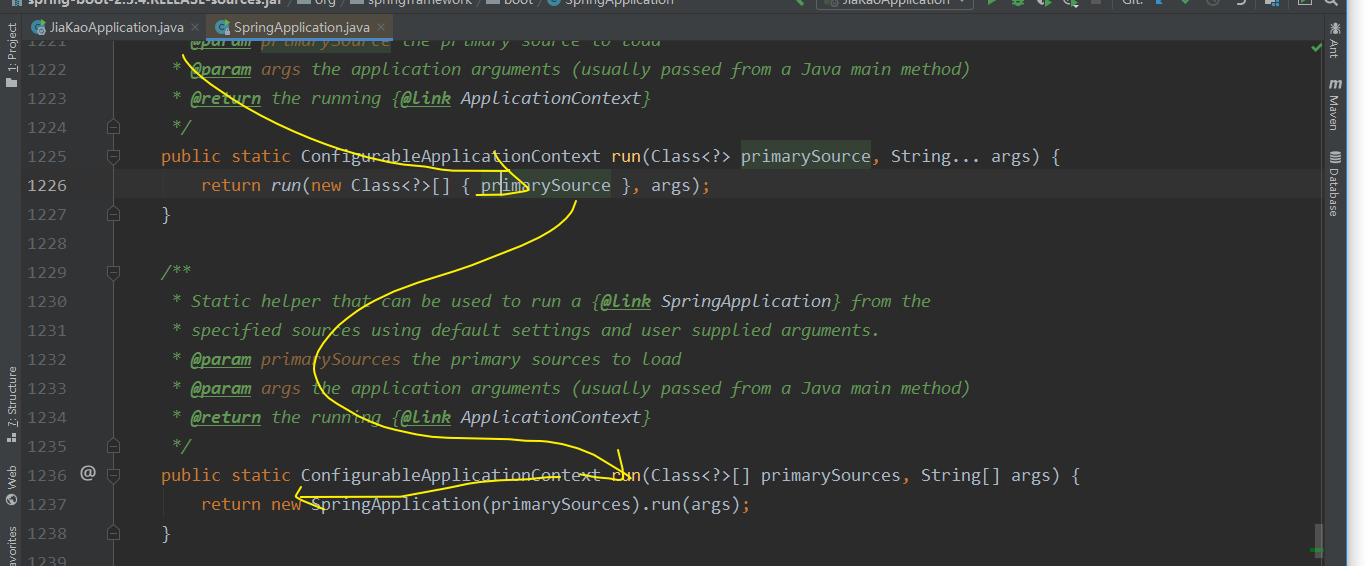 spring-boot-2.3.4.RELEASE-sources.jar org springframework boot SpringApplication JiaKaoApplication Git:
JiaKaoApplication.java SpringApplication.java
1: Project
7: Structure
Web
avorites
Ant
Maven
Database
1221 @param primarySource the primary source to load
1222 * @param args the application arguments (usually passed from a Java main method)
1223 * @return the running {@link ApplicationContext}
1224 */
1225 public static ConfigurableApplicationContext run(Class<?> primarySource, String... args) {
1226 return run(new Class<?>[] { primarySource }, args);
1227 }
1228
1229 /**
1230 * Static helper that can be used to run a {@link SpringApplication} from the
1231 * specified sources using default settings and user supplied arguments.
1232 * @param primarySources the primary sources to load
1233 * @param args the application arguments (usually passed from a Java main method)
1234 * @return the running {@link ApplicationContext}
1235 */
1236 @ public static ConfigurableApplicationContext run(Class<?>[] primarySources, String[] args) {
1237 return new SpringApplication(primarySources).run(args);
1238 }
1239